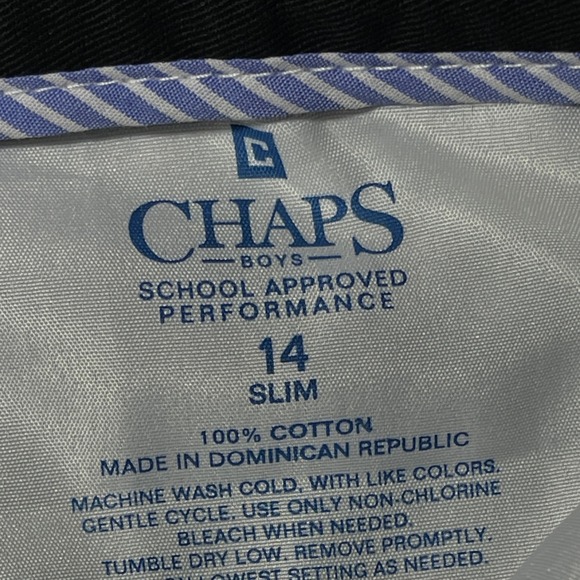 C
CHAPS
BOYS
SCHOOL APPROVED
PERFORMANCE
14
SLIM
100% COTTON
MADE IN DOMINICAN REPUBLIC
MACHINE WASH COLD, WITH LIKE COLORS.
GENTLE CYCLE. USE ONLY NON-CHLORINE
BLEACH WHEN NEEDED.
TUMBLE DRY LOW. REMOVE PROMPTLY.
LOWEST SETTING AS NEEDED.